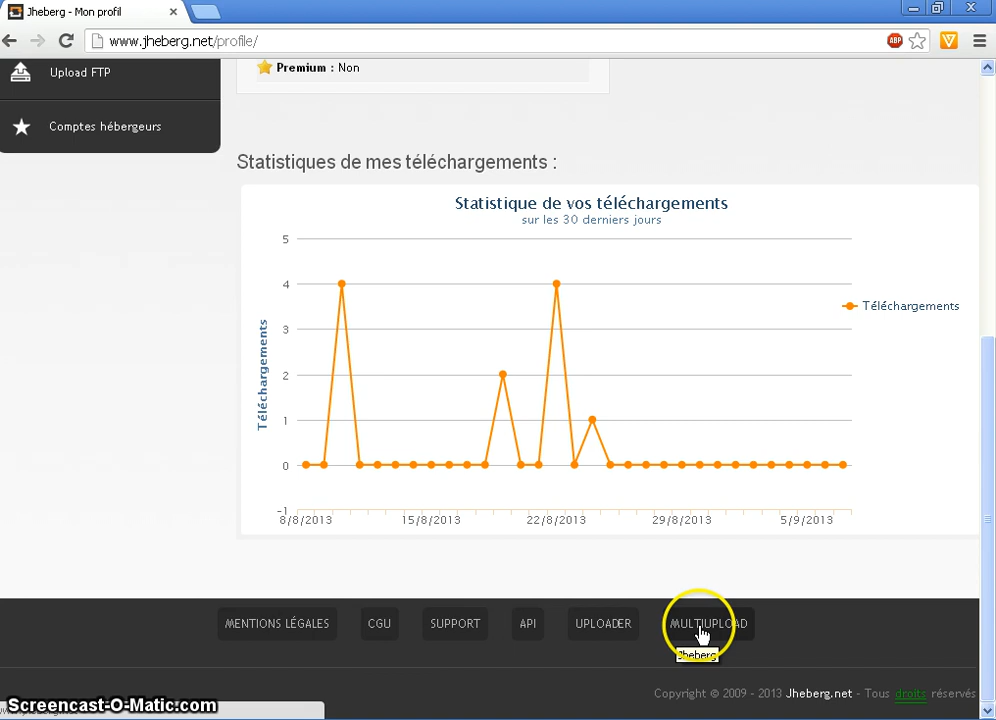 Jheberg - Mon profil
www.jheberg.net/profile/
ABP
Upload FTP
Premium : Non
Comptes hébergeurs
Statistiques de mes téléchargements :
Statistique de vos téléchargements
sur les 30 derniers jours
5
4
3
2
1
0
-1
Téléchargements
Téléchargements
8/8/2013
15/8/2013
22/8/2013
29/8/2013
5/9/2013
MENTIONS LÉGALES
CGU
SUPPORT
API
UPLOADER
MULTIUPLOAD
Jheberg
Copyright © 2009 - 2013 Jheberg.net - Tous droits réservés
Screencast-O-Matic.com